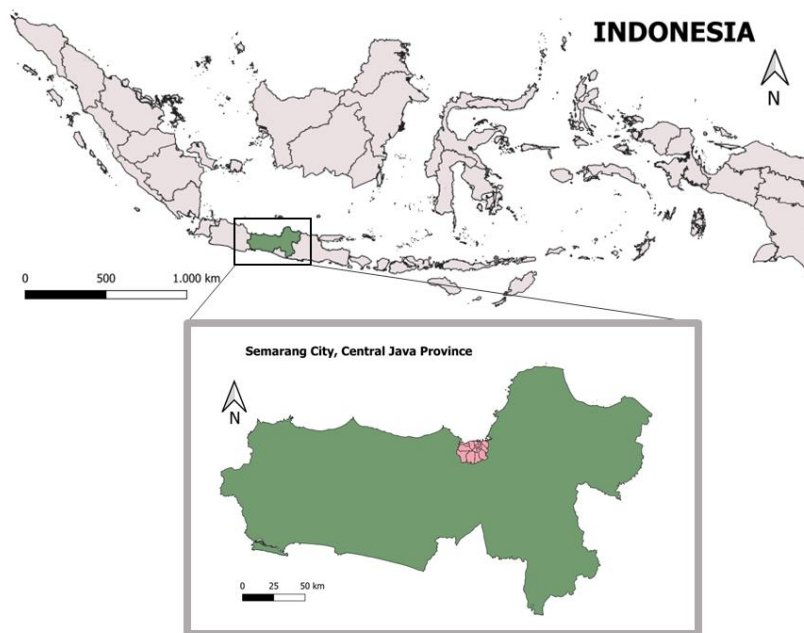 INDONESIA
N
0 500 1.000 km
Semarang City, Central Java Province
N
0 25 50 km